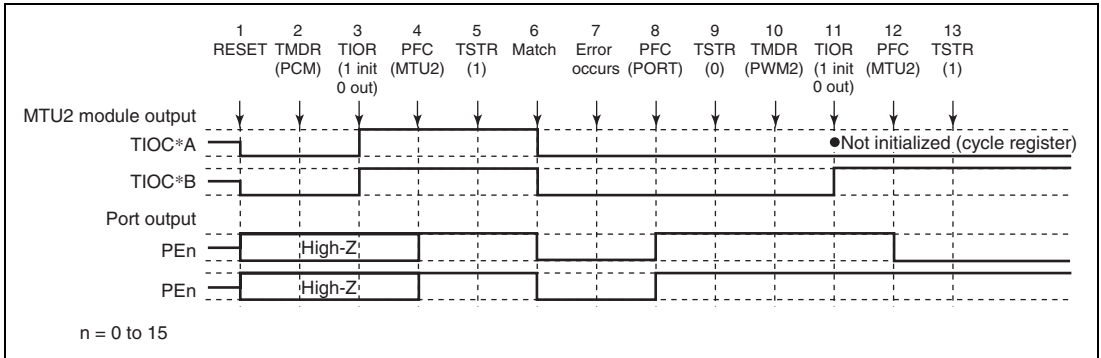 1 2 3 4 5 6 7 8 9 10 11 12 13
RESET TMDR TIOR PFC TSTR Match Error PFC TSTR TMDR TIOR PFC TSTR
(PCM) (1 init (MTU2) (1) occurs (PORT) (0) (PWM2) (1 init (MTU2) (1)
0 out) 0 out)
MTU2 module output
TIOC*A
●Not initialized (cycle register)
TIOC*B
Port output
PEn
High-Z
PEn
High-Z
n = 0 to 15